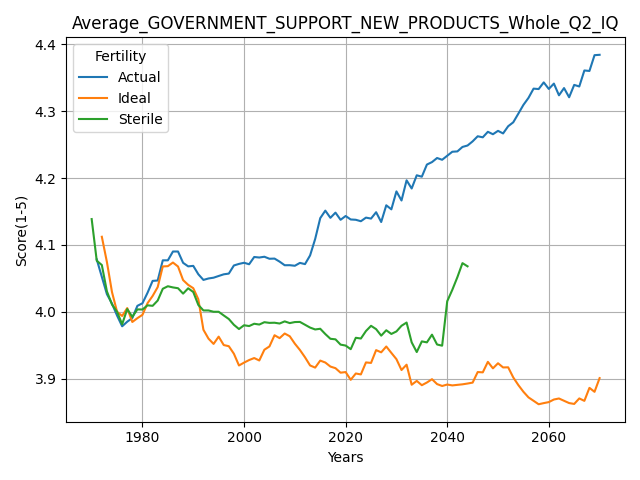 Average_GOVERNMENT_SUPPORT_NEW_PRODUCTS_Whole_Q2_IQ
Fertility
Actual
Ideal
Sterile
4.4
4.3
4.2
4.1
4.0
3.9
Score(1-5)
1980
2000
2020
2040
2060
Years